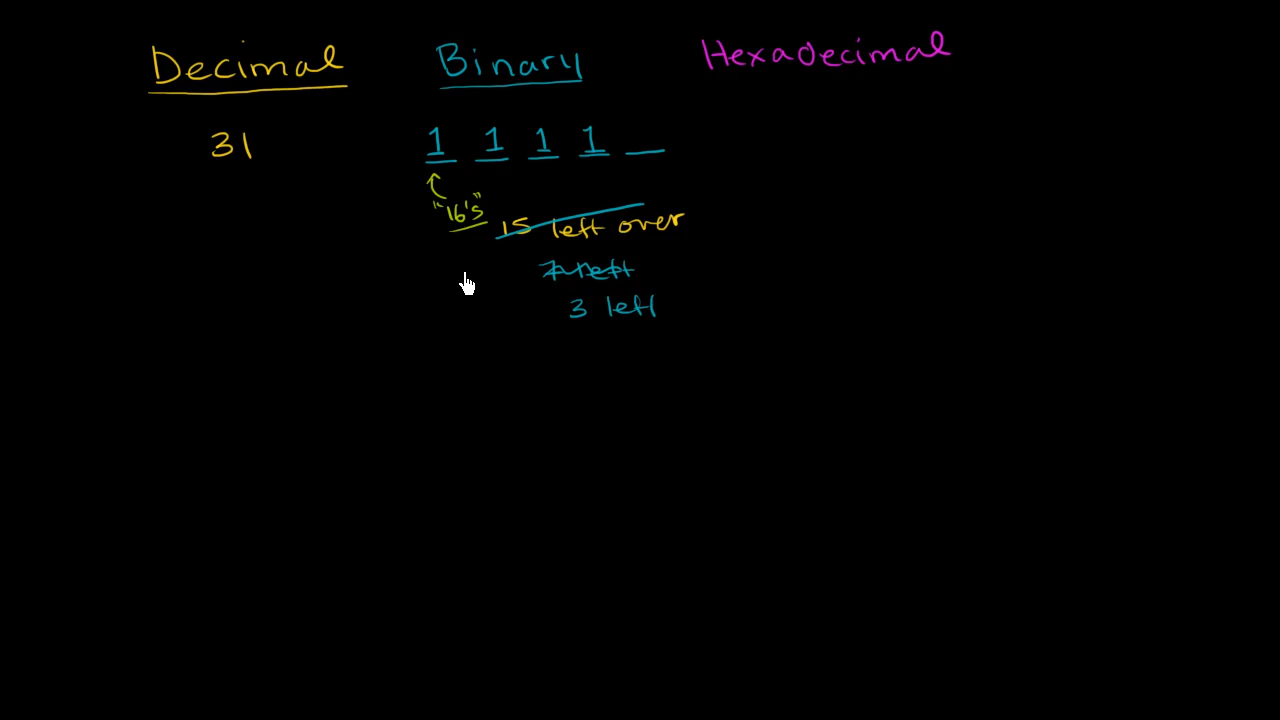 Decimal Binary Hexadecimal
31 1 1 1 1 _
"16's"
15 left over
7 left
3 left